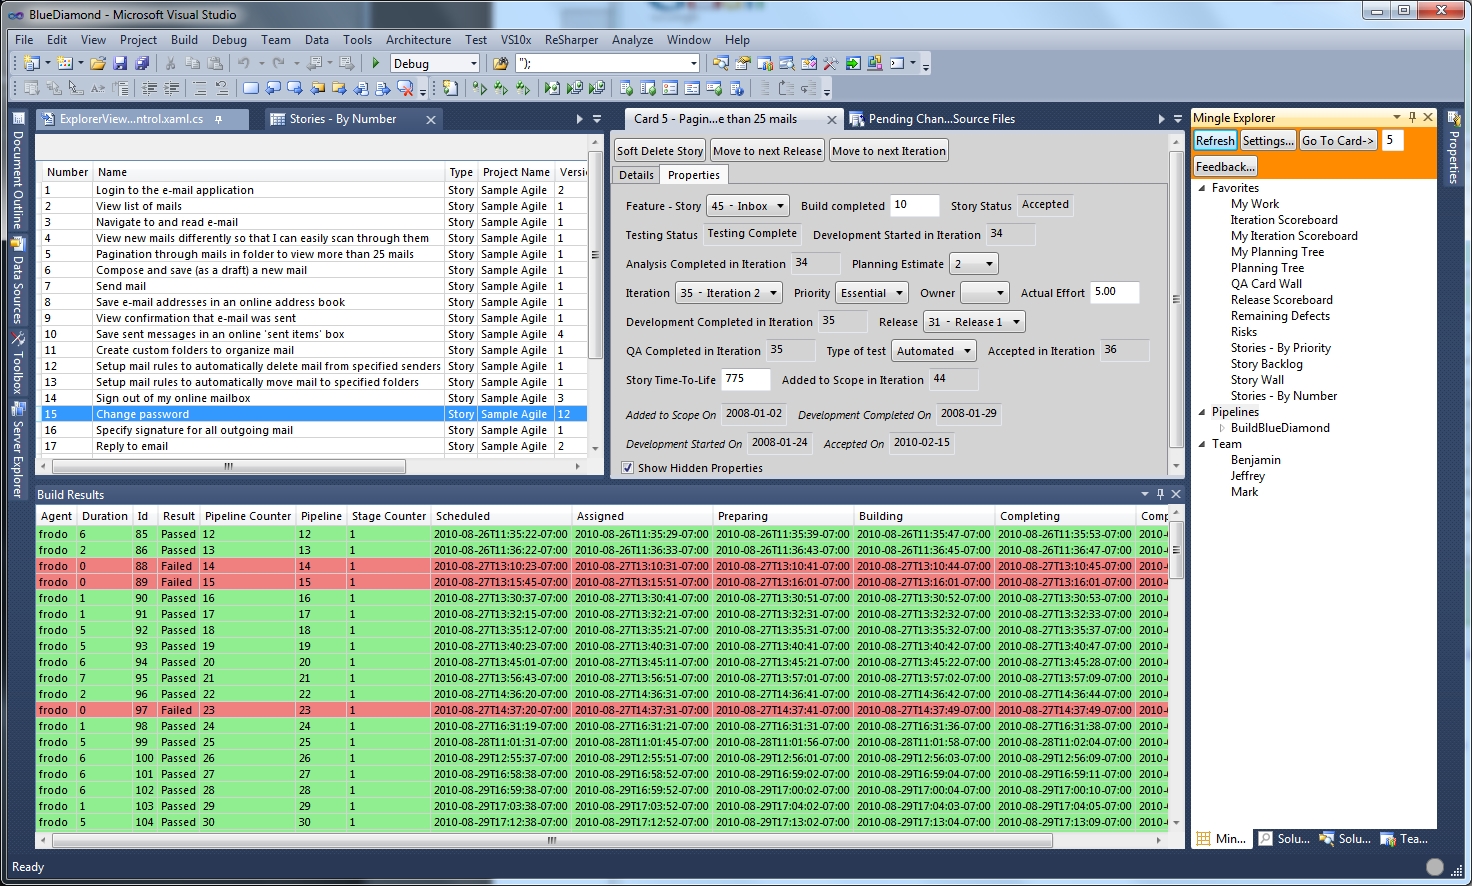 BlueDiamond - Microsoft Visual Studio
File Edit View Project Build Debug Team Data Tools Architecture Test VS10x ReSharper Analyze Window Help
Debug ");
ExplorerView...ntrol.xaml.cs Stories - By Number
Number Name Type Project Name Versi
1 Login to the e-mail application Story Sample Agile 2
2 View list of mails Story Sample Agile 1
3 Navigate to and read e-mail Story Sample Agile 1
4 View new mails differently so that I can easily scan through them Story Sample Agile 1
5 Pagination through mails in folder to view more than 25 mails Story Sample Agile 1
6 Compose and save (as a draft) a new mail Story Sample Agile 1
7 Send mail Story Sample Agile 1
8 Save e-mail addresses in an online address book Story Sample Agile 1
9 View confirmation that e-mail was sent Story Sample Agile 1
10 Save sent messages in an online 'sent items' box Story Sample Agile 4
11 Create custom folders to organize mail Story Sample Agile 1
12 Setup mail rules to automatically delete mail from specified senders Story Sample Agile 1
13 Setup mail rules to automatically move mail to specified folders Story Sample Agile 1
14 Sign out of my online mailbox Story Sample Agile 3
15 Change password Story Sample Agile 12
16 Specify signature for all outgoing mail Story Sample Agile 1
17 Reply to email Story Sample Agile 2
Card 5 - Pagin...e than 25 mails Pending Chan...Source Files
Soft Delete Story Move to next Release Move to next Iteration
Details Properties
Feature - Story 45 - Inbox Build completed 10 Story Status Accepted
Testing Status Testing Complete Development Started in Iteration 34
Analysis Completed in Iteration 34 Planning Estimate 2
Iteration 35 - Iteration 2 Priority Essential Owner Actual Effort 5.00
Development Completed in Iteration 35 Release 31 - Release 1
QA Completed in Iteration 35 Type of test Automated Accepted in Iteration 36
Story Time-To-Life 775 Added to Scope in Iteration 44
Added to Scope On 2008-01-02 Development Completed On 2008-01-29
Development Started On 2008-01-24 Accepted On 2010-02-15
Show Hidden Properties
Build Results
Agent Duration Id Result Pipeline Counter Pipeline Stage Counter Scheduled Assigned Preparing Building Completing Comp
frodo 6 85 Passed 12 12 1 2010-08-26T11:35:22-07:00 2010-08-26T11:35:29-07:00 2010-08-26T11:35:39-07:00 2010-08-26T11:35:47-07:00 2010-08-26T11:35:53-07:00 2010-
frodo 2 86 Passed 13 13 1 2010-08-26T11:36:22-07:00 2010-08-26T11:36:33-07:00 2010-08-26T11:36:43-07:00 2010-08-26T11:36:45-07:00 2010-08-26T11:36:47-07:00 2010-
frodo 0 88 Failed 14 14 1 2010-08-27T13:10:23-07:00 2010-08-27T13:10:31-07:00 2010-08-27T13:10:41-07:00 2010-08-27T13:10:44-07:00 2010-08-27T13:10:45-07:00 2010-
frodo 0 89 Failed 15 15 1 2010-08-27T13:15:45-07:00 2010-08-27T13:15:51-07:00 2010-08-27T13:16:01-07:00 2010-08-27T13:16:01-07:00 2010-08-27T13:16:01-07:00 2010-
frodo 1 90 Passed 16 16 1 2010-08-27T13:30:37-07:00 2010-08-27T13:30:41-07:00 2010-08-27T13:30:51-07:00 2010-08-27T13:30:52-07:00 2010-08-27T13:30:53-07:00 2010-
frodo 1 91 Passed 17 17 1 2010-08-27T13:32:15-07:00 2010-08-27T13:32:21-07:00 2010-08-27T13:32:31-07:00 2010-08-27T13:32:32-07:00 2010-08-27T13:32:33-07:00 2010-
frodo 5 92 Passed 18 18 1 2010-08-27T13:35:12-07:00 2010-08-27T13:35:21-07:00 2010-08-27T13:35:31-07:00 2010-08-27T13:35:32-07:00 2010-08-27T13:35:37-07:00 2010-
frodo 5 93 Passed 19 19 1 2010-08-27T13:40:23-07:00 2010-08-27T13:40:31-07:00 2010-08-27T13:40:41-07:00 2010-08-27T13:40:42-07:00 2010-08-27T13:40:47-07:00 2010-
frodo 6 94 Passed 20 20 1 2010-08-27T13:45:01-07:00 2010-08-27T13:45:11-07:00 2010-08-27T13:45:21-07:00 2010-08-27T13:45:22-07:00 2010-08-27T13:45:28-07:00 2010-
frodo 7 95 Passed 21 21 1 2010-08-27T13:56:43-07:00 2010-08-27T13:56:51-07:00 2010-08-27T13:57:01-07:00 2010-08-27T13:57:02-07:00 2010-08-27T13:57:09-07:00 2010-
frodo 2 96 Passed 22 22 1 2010-08-27T14:36:20-07:00 2010-08-27T14:36:31-07:00 2010-08-27T14:36:41-07:00 2010-08-27T14:36:42-07:00 2010-08-27T14:36:44-07:00 2010-
frodo 0 97 Failed 23 23 1 2010-08-27T14:37:20-07:00 2010-08-27T14:37:31-07:00 2010-08-27T14:37:41-07:00 2010-08-27T14:37:49-07:00 2010-08-27T14:37:49-07:00 2010-
frodo 1 98 Passed 24 24 1 2010-08-27T16:31:19-07:00 2010-08-27T16:31:21-07:00 2010-08-27T16:31:31-07:00 2010-08-27T16:31:36-07:00 2010-08-27T16:31:38-07:00 2010-
frodo 5 99 Passed 25 25 1 2010-08-28T11:01:31-07:00 2010-08-28T11:01:45-07:00 2010-08-28T11:01:56-07:00 2010-08-28T11:01:58-07:00 2010-08-28T11:02:04-07:00 2010-
frodo 6 100 Passed 26 26 1 2010-08-29T12:55:37-07:00 2010-08-29T12:55:51-07:00 2010-08-29T12:56:01-07:00 2010-08-29T12:56:03-07:00 2010-08-29T12:56:09-07:00 2010-
frodo 6 101 Passed 27 27 1 2010-08-29T16:58:38-07:00 2010-08-29T16:58:52-07:00 2010-08-29T16:59:02-07:00 2010-08-29T16:59:04-07:00 2010-08-29T16:59:11-07:00 2010-
frodo 6 102 Passed 28 28 1 2010-08-29T16:59:38-07:00 2010-08-29T16:59:52-07:00 2010-08-29T17:00:02-07:00 2010-08-29T17:00:04-07:00 2010-08-29T17:00:10-07:00 2010-
frodo 1 103 Passed 29 29 1 2010-08-29T17:03:38-07:00 2010-08-29T17:03:52-07:00 2010-08-29T17:04:02-07:00 2010-08-29T17:04:03-07:00 2010-08-29T17:04:05-07:00 2010-
frodo 5 104 Passed 30 30 1 2010-08-29T17:12:38-07:00 2010-08-29T17:12:52-07:00 2010-08-29T17:13:02-07:00 2010-08-29T17:13:04-07:00 2010-08-29T17:13:09-07:00 2010-
Mingle Explorer
Refresh Settings... Go To Card-> 5
Feedback...
Favorites
My Work
Iteration Scoreboard
My Iteration Scoreboard
My Planning Tree
Planning Tree
QA Card Wall
Release Scoreboard
Remaining Defects
Risks
Stories - By Priority
Story Backlog
Story Wall
Stories - By Number
Pipelines
BuildBlueDiamond
Team
Benjamin
Jeffrey
Mark
Min... Solu... Solu... Tea...
Document Outline
Data Sources
Toolbox
Server Explorer
Properties
Ready